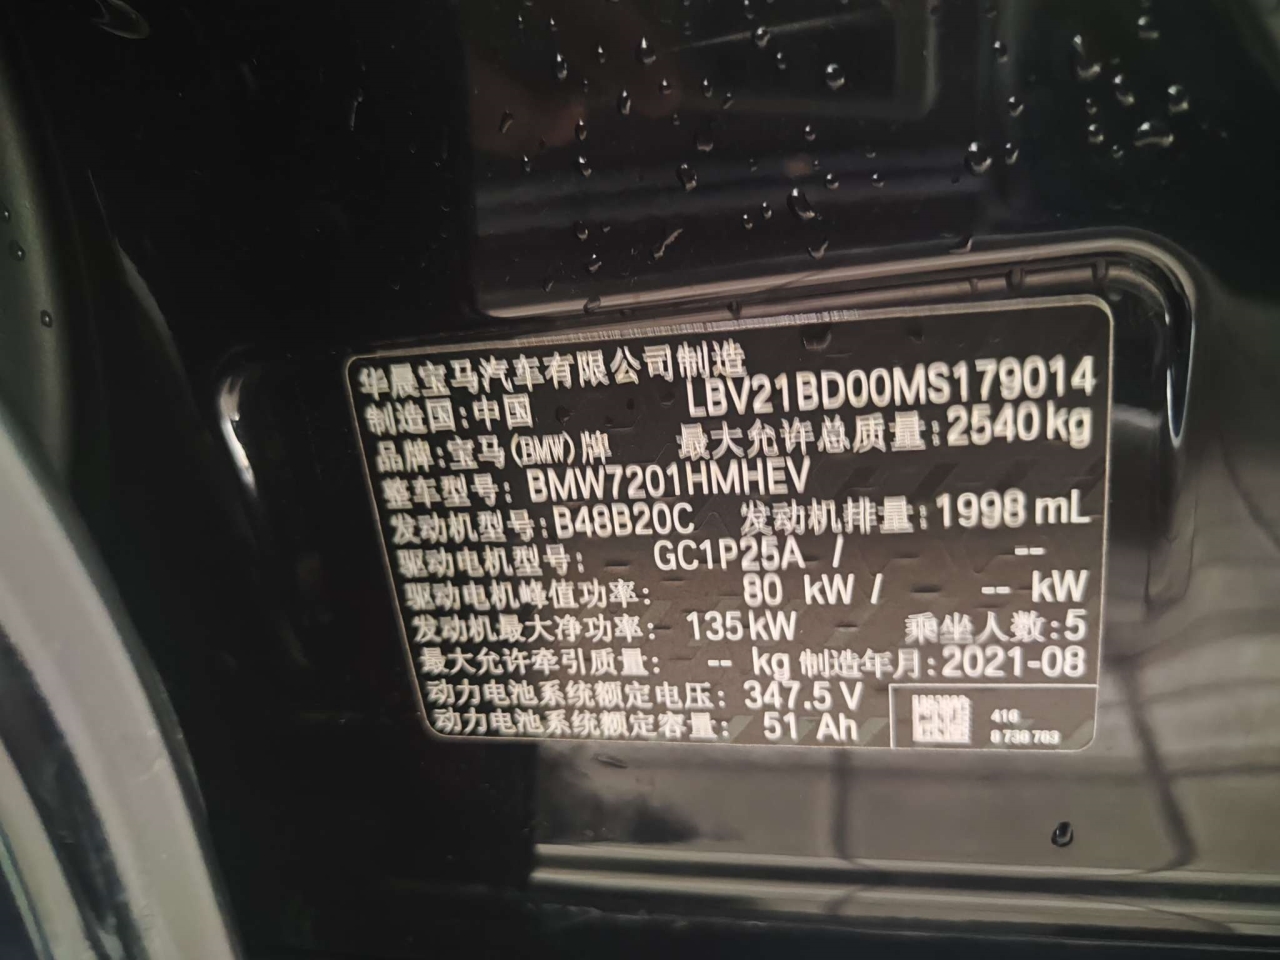 华晨宝马汽车有限公司制造
制造国:中国 LBV21BD00MS179014
品牌:宝马(BMW)牌 最大允许总质量:2540kg
整车型号:BMW7201HMHEV
发动机型号:B48B20C 发动机排量:1998 mL
驱动电机型号: GC1P25A / --
驱动电机峰值功率: 80 kW / -- kW
发动机最大净功率: 135kW 乘坐人数:5
最大允许牵引质量: -- kg 制造年月:2021-08
动力电池系统额定电压: 347.5 V
动力电池系统额定容量: 51 Ah
416
8 730 703